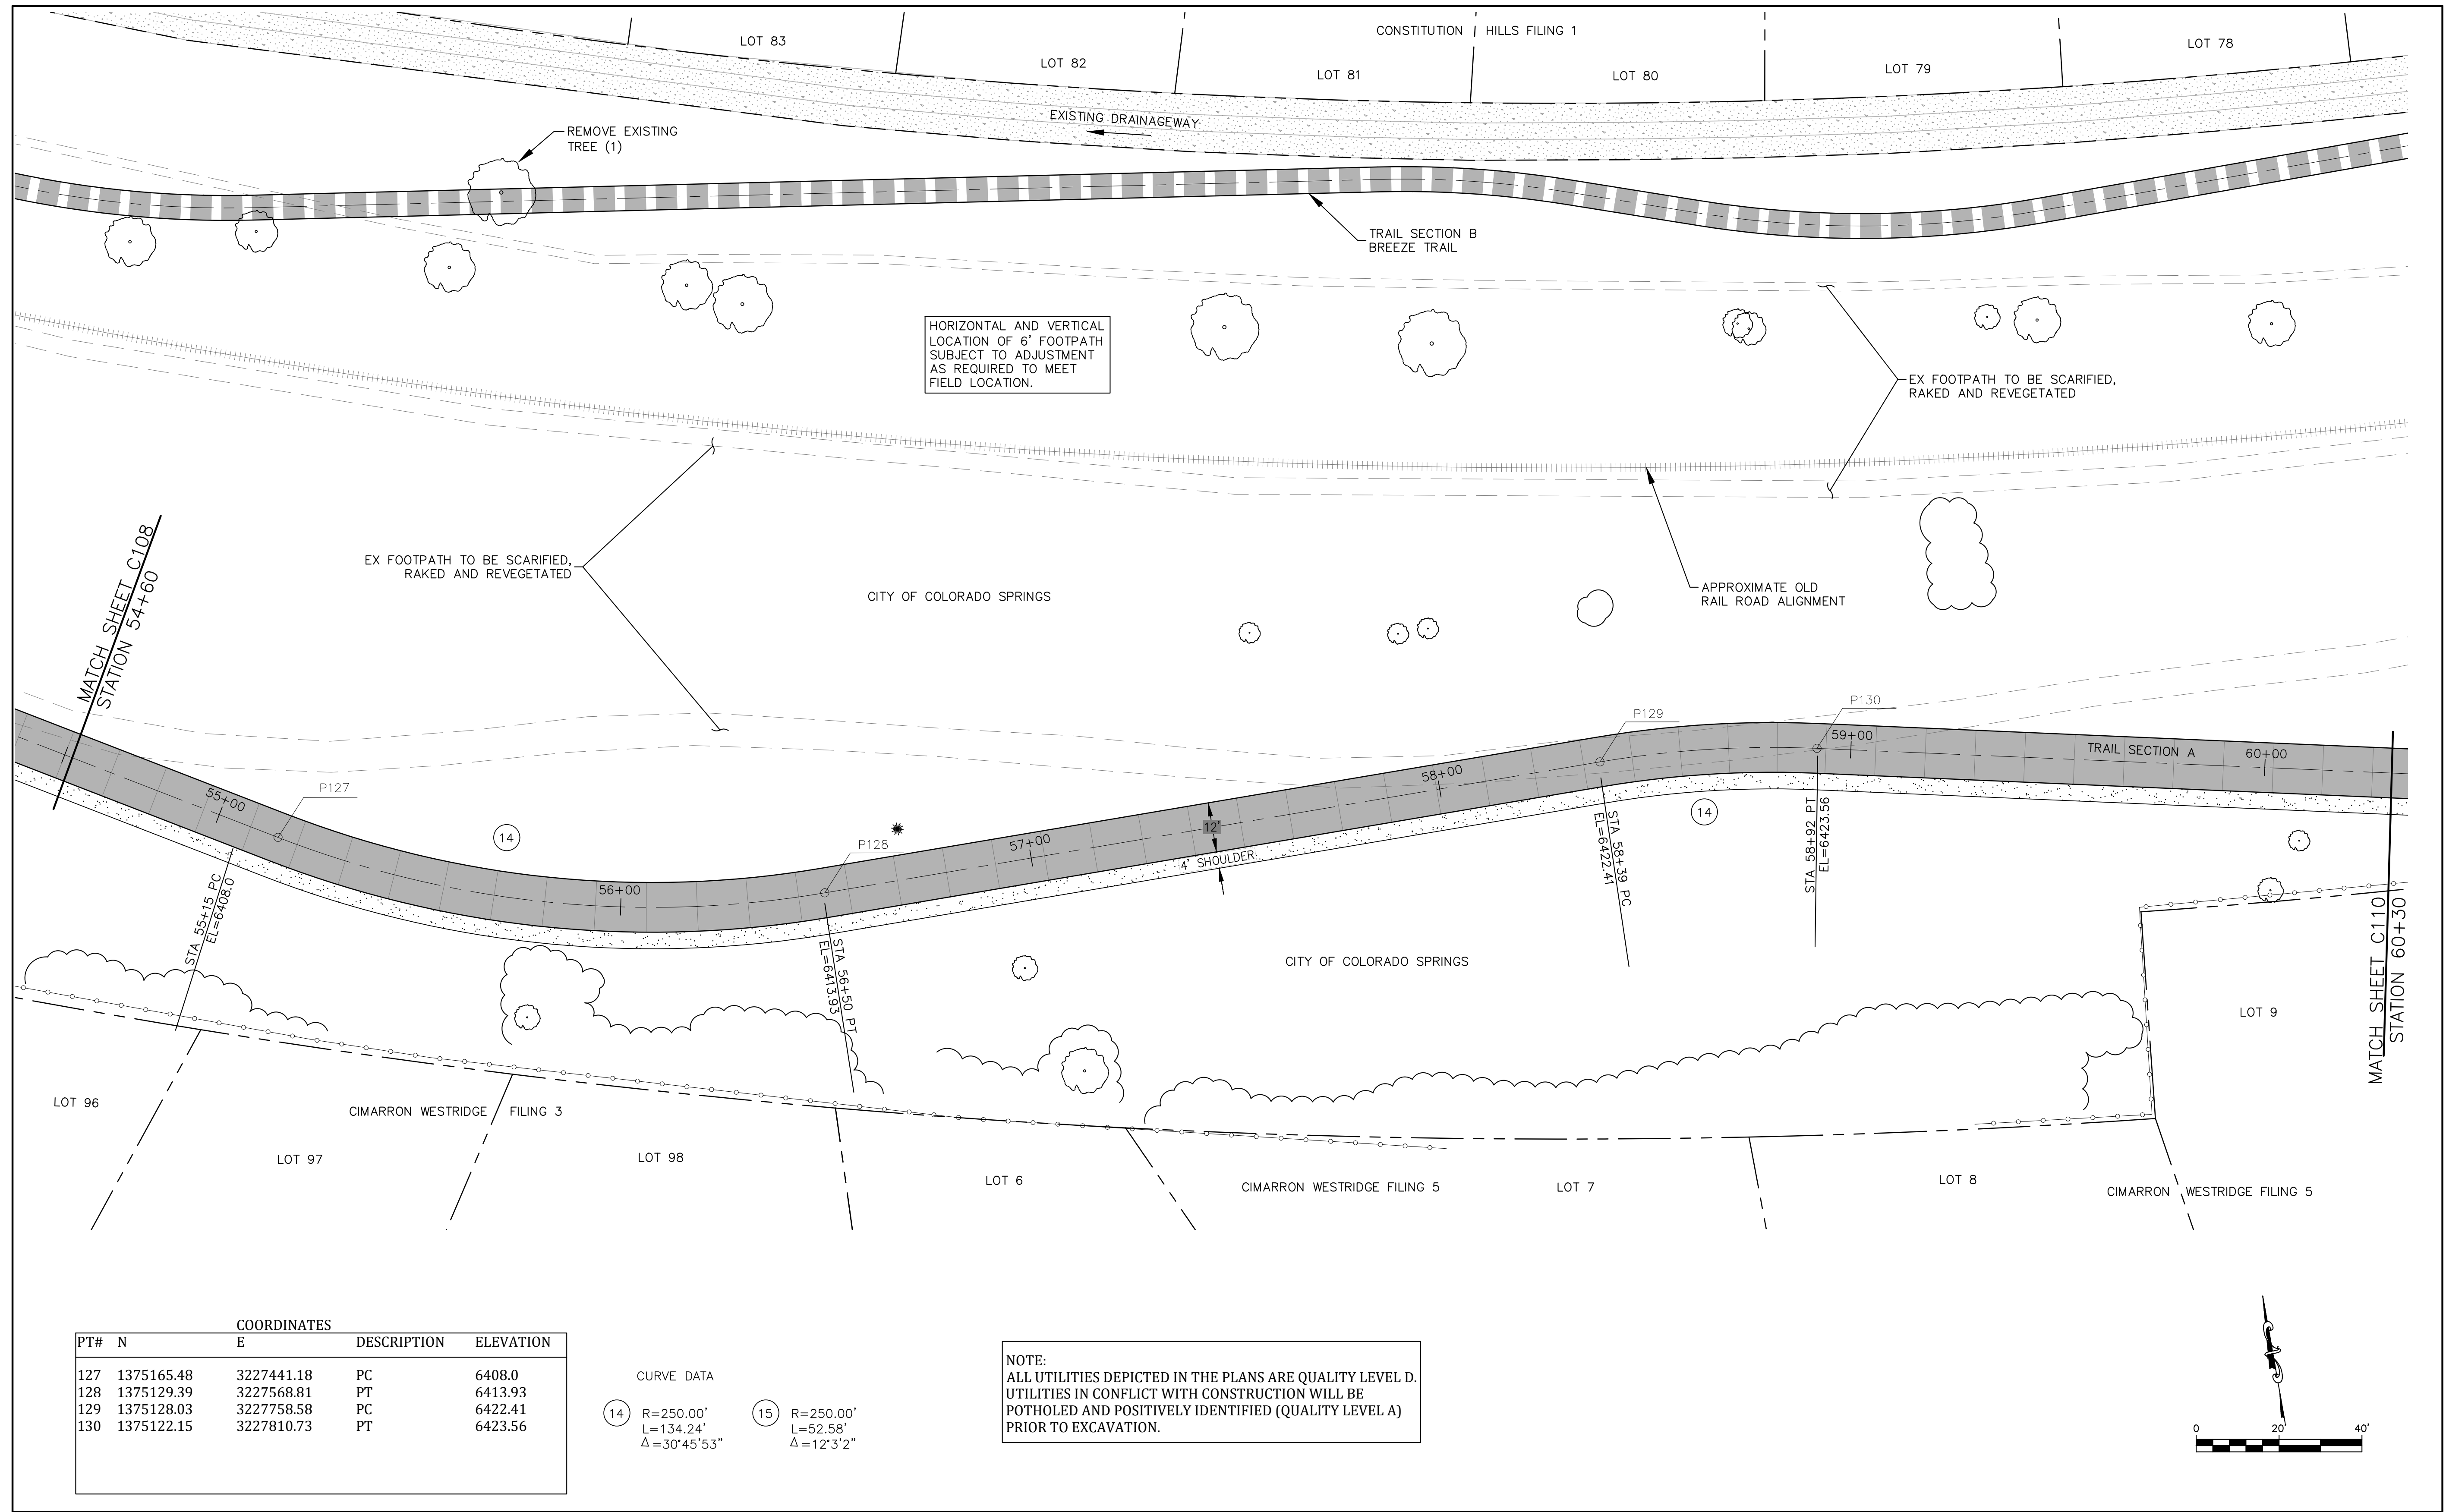 CONSTITUTION HILLS FILING 1
LOT 83
LOT 82
LOT 81
LOT 80
LOT 79
LOT 78
EXISTING DRAINAGEWAY
REMOVE EXISTING
TREE (1)
TRAIL SECTION B
BREEZE TRAIL
HORIZONTAL AND VERTICAL
LOCATION OF 6' FOOTPATH
SUBJECT TO ADJUSTMENT
AS REQUIRED TO MEET
FIELD LOCATION.
EX FOOTPATH TO BE SCARIFIED,
RAKED AND REVEGETATED
MATCH SHEET C108
STATION 54+60
EX FOOTPATH TO BE SCARIFIED,
RAKED AND REVEGETATED
CITY OF COLORADO SPRINGS
APPROXIMATE OLD
RAIL ROAD ALIGNMENT
P127
P128
P129
P130
55+00
56+00
57+00
58+00
59+00
60+00
TRAIL SECTION A
14
14
12'
4' SHOULDER
STA 55+15 PC
EL=6408.0
STA 56+50 PT
EL=6413.93
STA 58+39 PC
EL=6422.41
STA 58+92 PT
EL=6423.56
CITY OF COLORADO SPRINGS
MATCH SHEET C110
STATION 60+30
LOT 9
LOT 96
CIMARRON WESTRIDGE FILING 3
LOT 97
LOT 98
LOT 6
CIMARRON WESTRIDGE FILING 5
LOT 7
LOT 8
CIMARRON WESTRIDGE FILING 5
COORDINATES
PT# N E DESCRIPTION ELEVATION
127 1375165.48 3227441.18 PC 6408.0
128 1375129.39 3227568.81 PT 6413.93
129 1375128.03 3227758.58 PC 6422.41
130 1375122.15 3227810.73 PT 6423.56
CURVE DATA
14 R=250.00'
L=134.24'
Δ=30°45'53"
15 R=250.00'
L=52.58'
Δ=12°3'2"
NOTE:
ALL UTILITIES DEPICTED IN THE PLANS ARE QUALITY LEVEL D.
UTILITIES IN CONFLICT WITH CONSTRUCTION WILL BE
POTHOLED AND POSITIVELY IDENTIFIED (QUALITY LEVEL A)
PRIOR TO EXCAVATION.
0 20' 40'